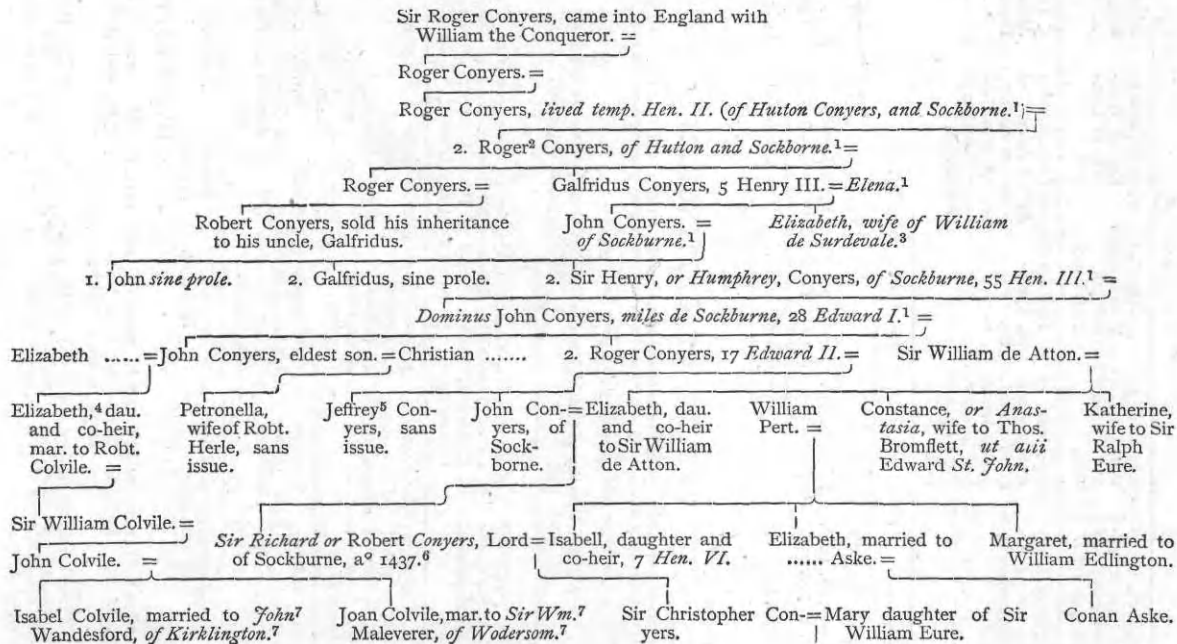 Sir Roger Conyers, came into England with
William the Conqueror. =
Roger Conyers. =
Roger Conyers, lived temp. Hen. II. (of Hutton Conyers, and Sockborne.¹) =
2. Roger² Conyers, of Hutton and Sockborne.¹ =
Roger Conyers. =
Galfridus Conyers, 5 Henry III. = Elena.¹
Robert Conyers, sold his inheritance
to his uncle, Galfridus.
John Conyers. =
of Sockburne.¹
Elizabeth, wife of William
de Surdevale.³
1. John sine prole.
2. Galfridus, sine prole.
2. Sir Henry, or Humphrey, Conyers, of Sockburne, 55 Hen. III.¹ =
Dominus John Conyers, miles de Sockburne, 28 Edward I.¹ =
Elizabeth ...... = John Conyers, eldest son. = Christian .......
2. Roger Conyers, 17 Edward II. =
Sir William de Atton. =
Elizabeth,⁴ dau.
and co-heir,
mar. to Robt.
Colvile. =
Petronella,
wife of Robt.
Herle, sans
issue.
Jeffrey⁵ Con-
yers, sans
issue.
John Con- =
yers, of
Sock-
borne.
Elizabeth, dau.
and co-heir
to Sir William
de Atton.
William
Pert. =
Constance, or Anas-
tasia, wife to Thos.
Bromflett, ut auii
Edward St. John.
Katherine,
wife to Sir
Ralph
Eure.
Sir William Colvile. =
John Colvile. =
Sir Richard or Robert Conyers, Lord =
of Sockburne, aº 1437.⁶
Isabell, daughter and
co-heir, 7 Hen. VI.
Elizabeth, married to
...... Aske. =
Margaret, married to
William Edlington.
Isabel Colvile, married to John⁷
Wandesford, of Kirklington.⁷
Joan Colvile, mar. to Sir Wm.⁷
Maleverer, of Wodersom.⁷
Sir Christopher Con- =
yers.
Mary daughter of Sir
William Eure.
Conan Aske.